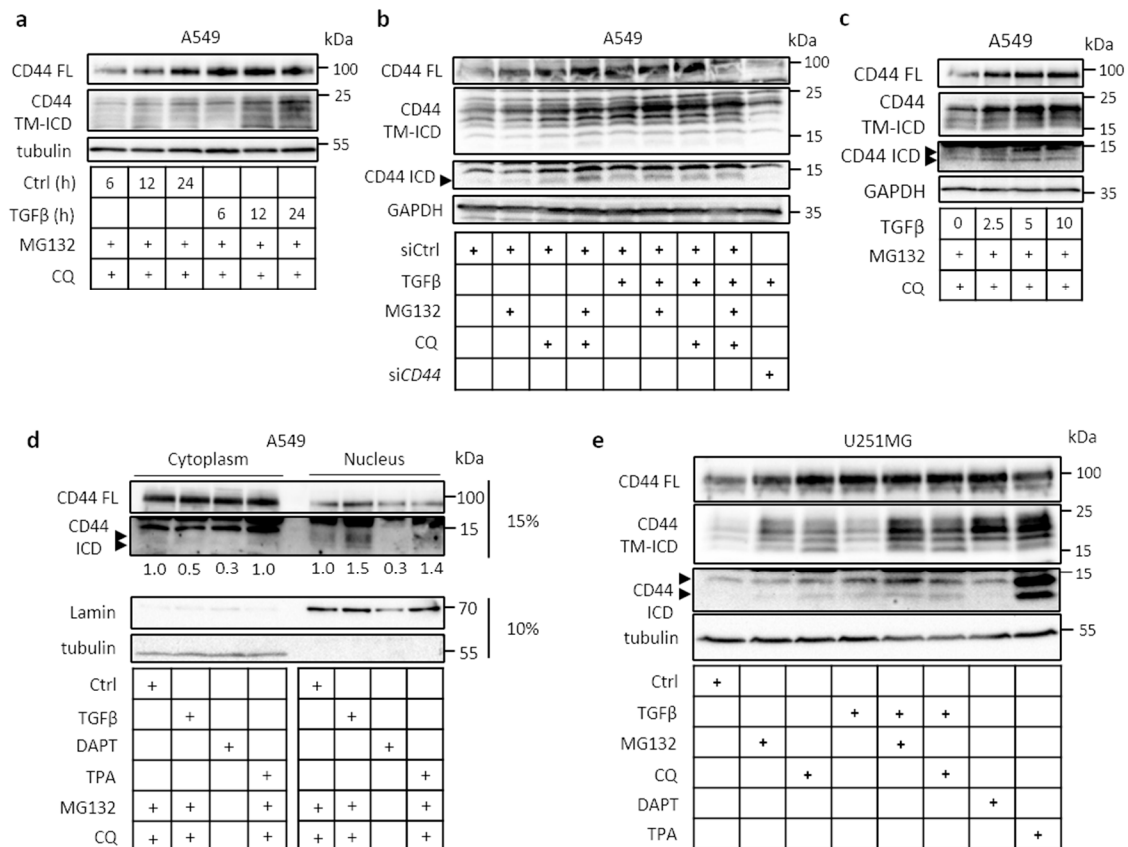 a
A549
kDa
CD44 FL
100
CD44
TM-ICD
25
tubulin
55
Ctrl (h) 6 12 24
TGFβ (h) 6 12 24
MG132 + + + + + +
CQ + + + + + +
b
A549
kDa
CD44 FL
100
CD44
TM-ICD
25
15
CD44 ICD
15
GAPDH
35
siCtrl + + + + + + + +
TGFβ + + + + +
MG132 + + + +
CQ + + + +
siCD44 +
c
A549
kDa
CD44 FL
100
CD44
TM-ICD
25
15
CD44 ICD
15
GAPDH
35
TGFβ 0 2.5 5 10
MG132 + + + +
CQ + + + +
d
A549
Cytoplasm Nucleus kDa
CD44 FL
100
CD44
ICD
15
15%
1.0 0.5 0.3 1.0 1.0 1.5 0.3 1.4
Lamin
70
10%
tubulin
55
Ctrl + +
TGFβ + +
DAPT + +
TPA + +
MG132 + + + + + +
CQ + + + + + +
e
U251MG
kDa
CD44 FL
100
CD44
TM-ICD
25
15
CD44
ICD
15
tubulin
55
Ctrl +
TGFβ + + +
MG132 + +
CQ + +
DAPT +
TPA +